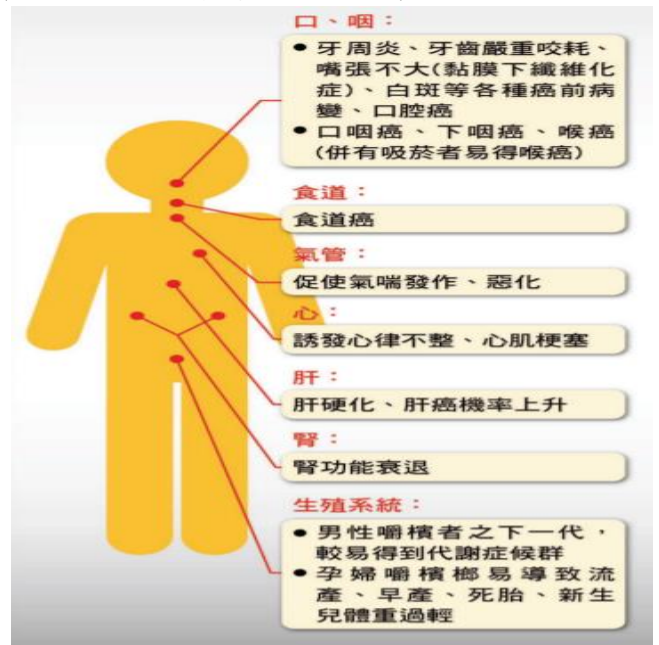 口、咽：
● 牙周炎、牙齒嚴重咬耗、
嘴張不大(黏膜下纖維化
症)、白斑等各種癌前病
變、口腔癌
● 口咽癌、下咽癌、喉癌
(併有吸菸者易得喉癌)
食道：
食道癌
氣管：
促使氣喘發作、惡化
心：
誘發心律不整、心肌梗塞
肝：
肝硬化、肝癌機率上升
腎：
腎功能衰退
生殖系統：
● 男性嚼檳者之下一代，
較易得到代謝症候群
● 孕婦嚼檳榔易導致流
產、早產、死胎、新生
兒體重過輕